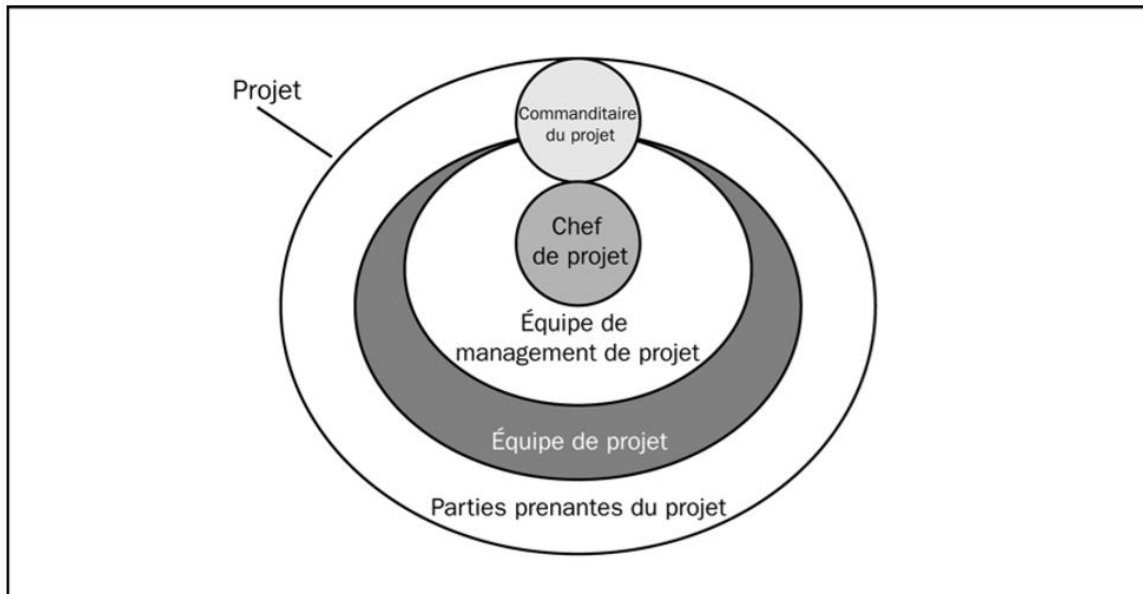 Projet
Commanditaire
du projet
Chef
de projet
Équipe de
management de projet
Équipe de projet
Parties prenantes du projet